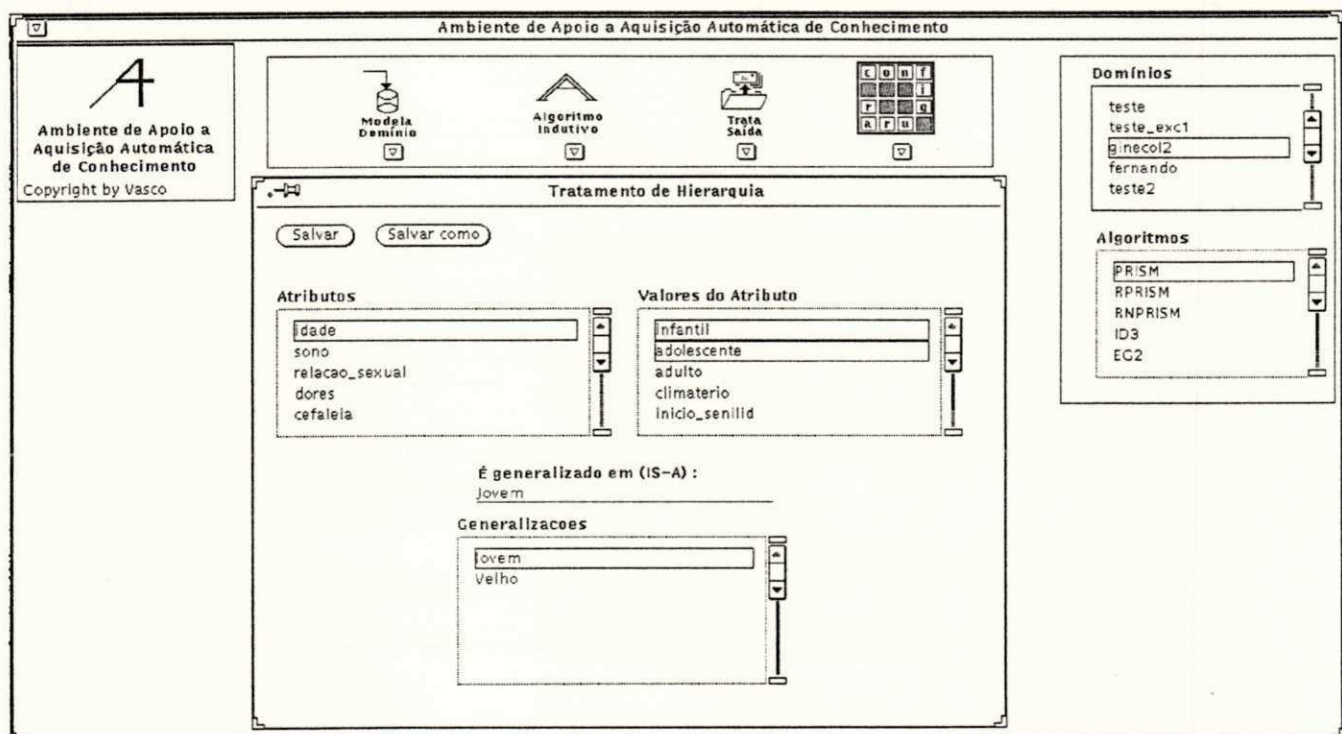 Ambiente de Apoio a Aquisição Automática de Conhecimento
A
Ambiente de Apoio a
Aquisição Automática
de Conhecimento
Copyright by Vasco
Modela
Domínio
Algoritmo
Indutivo
Trata
Saída
c o n f
i
r g
a r u
Domínios
teste
teste_exc1
ginecol2
fernando
teste2
Algoritmos
PRISM
RPRISM
RNPRISM
ID3
EG2
Tratamento de Hierarquia
Salvar
Salvar como
Atributos
idade
sono
relacao_sexual
dores
cefaleia
Valores do Atributo
infantil
adolescente
adulto
climaterio
inicio_senilid
É generalizado em (IS-A) :
Jovem
Generalizacoes
Jovem
Velho